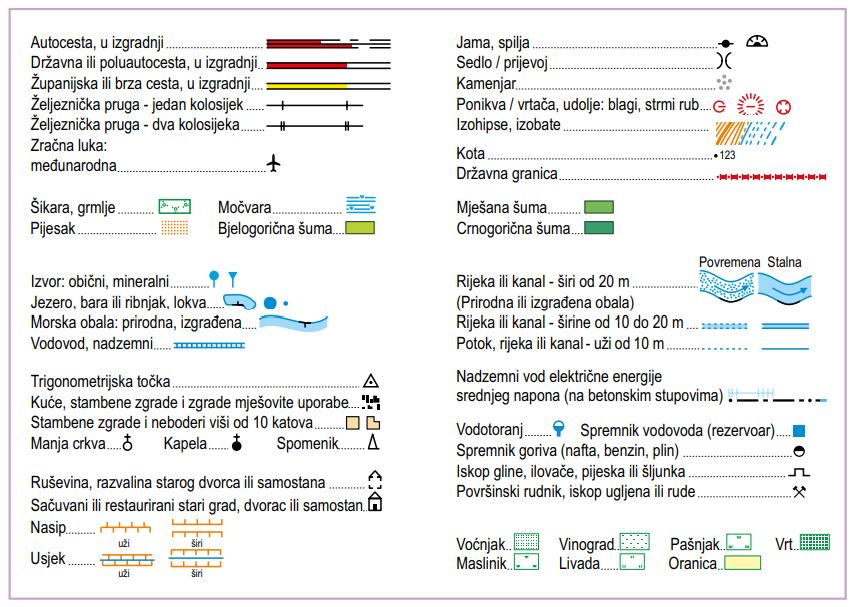 Autocesta, u izgradnji
Državna ili poluautocesta, u izgradnji
Županijska ili brza cesta, u izgradnji
Željeznička pruga - jedan kolosijek
Željeznička pruga - dva kolosijeka
Zračna luka:
međunarodna
Šikara, grmlje
Močvara
Pijesak
Bjelogorična šuma
Izvor: obični, mineralni
Jezero, bara ili ribnjak, lokva
Morska obala: prirodna, izgrađena
Vodovod, nadzemni
Trigonometrijska točka
Kuće, stambene zgrade i zgrade mješovite uporabe
Stambene zgrade i neboderi viši od 10 katova
Manja crkva
Kapela
Spomenik
Ruševina, razvalina starog dvorca ili samostana
Sačuvani ili restaurirani stari grad, dvorac ili samostan
Nasip
uži
širi
Usjek
uži
širi
Jama, spilja
Sedlo / prijevoj
Kamenjar
Ponikva / vrtača, udolje: blagi, strmi rub
Izohipse, izobate
Kota
123
Državna granica
Mješana šuma
Crnogorična šuma
Povremena Stalna
Rijeka ili kanal - širi od 20 m
(Prirodna ili izgrađena obala)
Rijeka ili kanal - širine od 10 do 20 m
Potok, rijeka ili kanal - uži od 10 m
Nadzemni vod električne energije
srednjeg napona (na betonskim stupovima)
Vodotoranj
Spremnik vodovoda (rezervoar)
Spremnik goriva (nafta, benzin, plin)
Iskop gline, ilovače, pijeska ili šljunka
Površinski rudnik, iskop ugljena ili rude
Voćnjak
Vinograd
Pašnjak
Vrt
Maslinik
Livada
Oranica